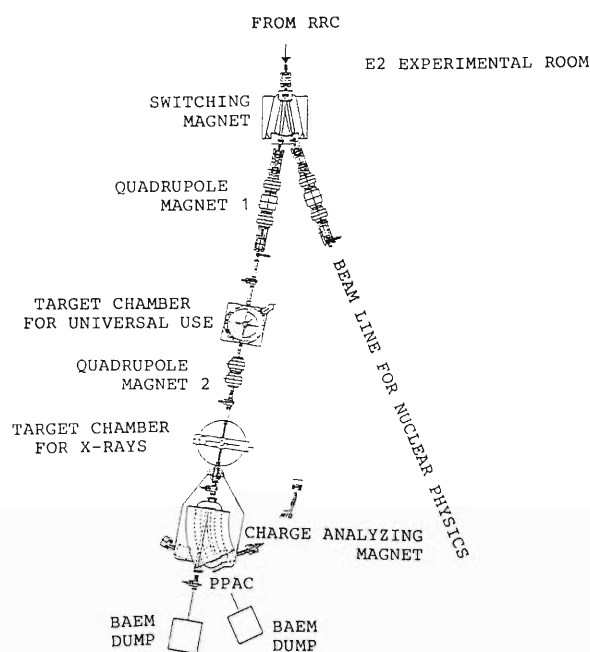 FROM RRC
E2 EXPERIMENTAL ROOM
SWITCHING
MAGNET
QUADRUPOLE
MAGNET 1
BEAM LINE FOR NUCLEAR PHYSICS
TARGET CHAMBER
FOR UNIVERSAL USE
QUADRUPOLE
MAGNET 2
TARGET CHAMBER
FOR X-RAYS
CHARGE ANALYZING
MAGNET
PPAC
BAEM
DUMP
BAEM
DUMP